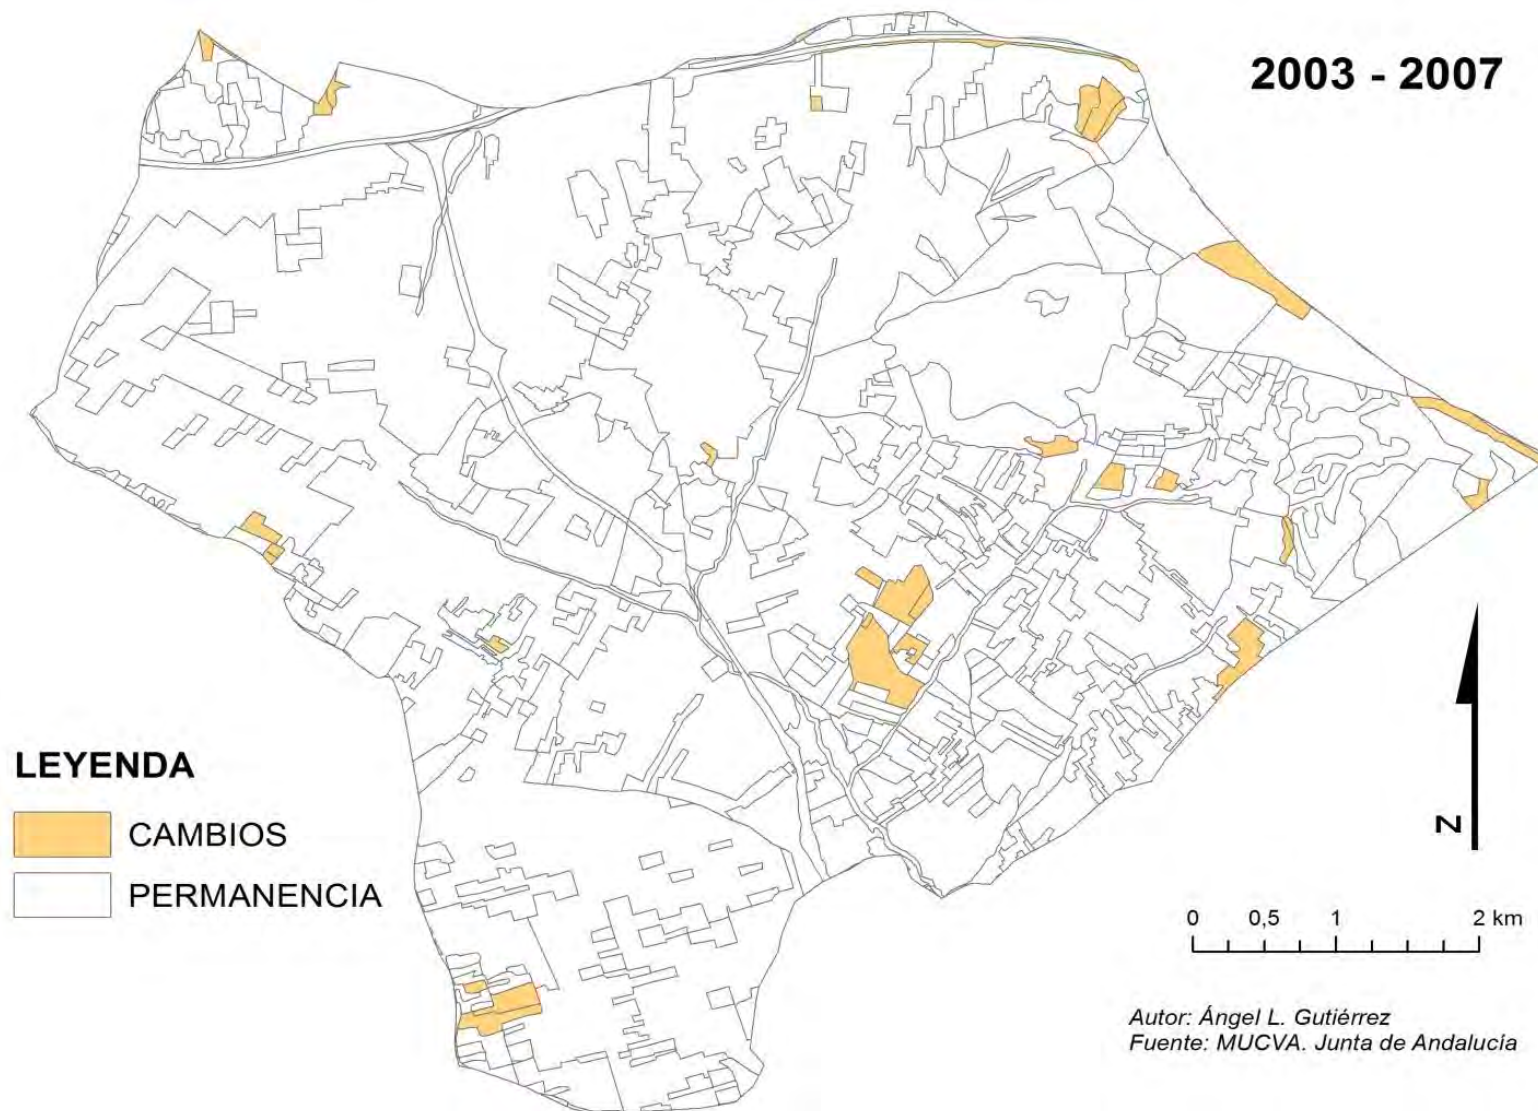 2003 - 2007
LEYENDA
CAMBIOS
PERMANENCIA
N
0 0,5 1 2 km
Autor: Ángel L. Gutiérrez
Fuente: MUCVA. Junta de Andalucía